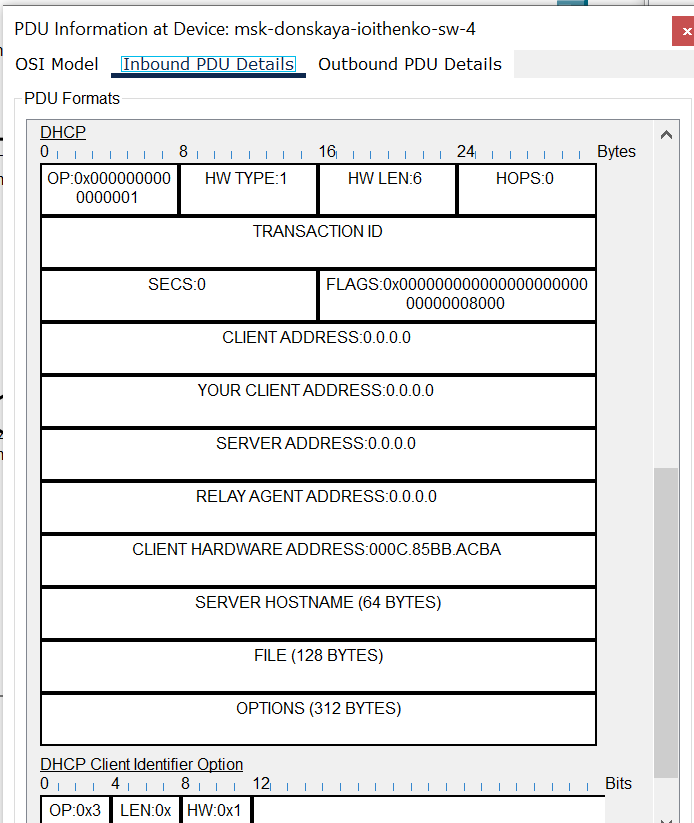 PDU Information at Device: msk-donskaya-ioithenko-sw-4
×
OSI Model Inbound PDU Details Outbound PDU Details
PDU Formats
DHCP
0 8 16 24 Bytes
OP:0x000000000
0000001
HW TYPE:1
HW LEN:6
HOPS:0
TRANSACTION ID
SECS:0
FLAGS:0x0000000000000000000000
00000008000
CLIENT ADDRESS:0.0.0.0
YOUR CLIENT ADDRESS:0.0.0.0
SERVER ADDRESS:0.0.0.0
RELAY AGENT ADDRESS:0.0.0.0
CLIENT HARDWARE ADDRESS:000C.85BB.ACBA
SERVER HOSTNAME (64 BYTES)
FILE (128 BYTES)
OPTIONS (312 BYTES)
DHCP Client Identifier Option
0 4 8 12 Bits
OP:0x3 LEN:0x HW:0x1